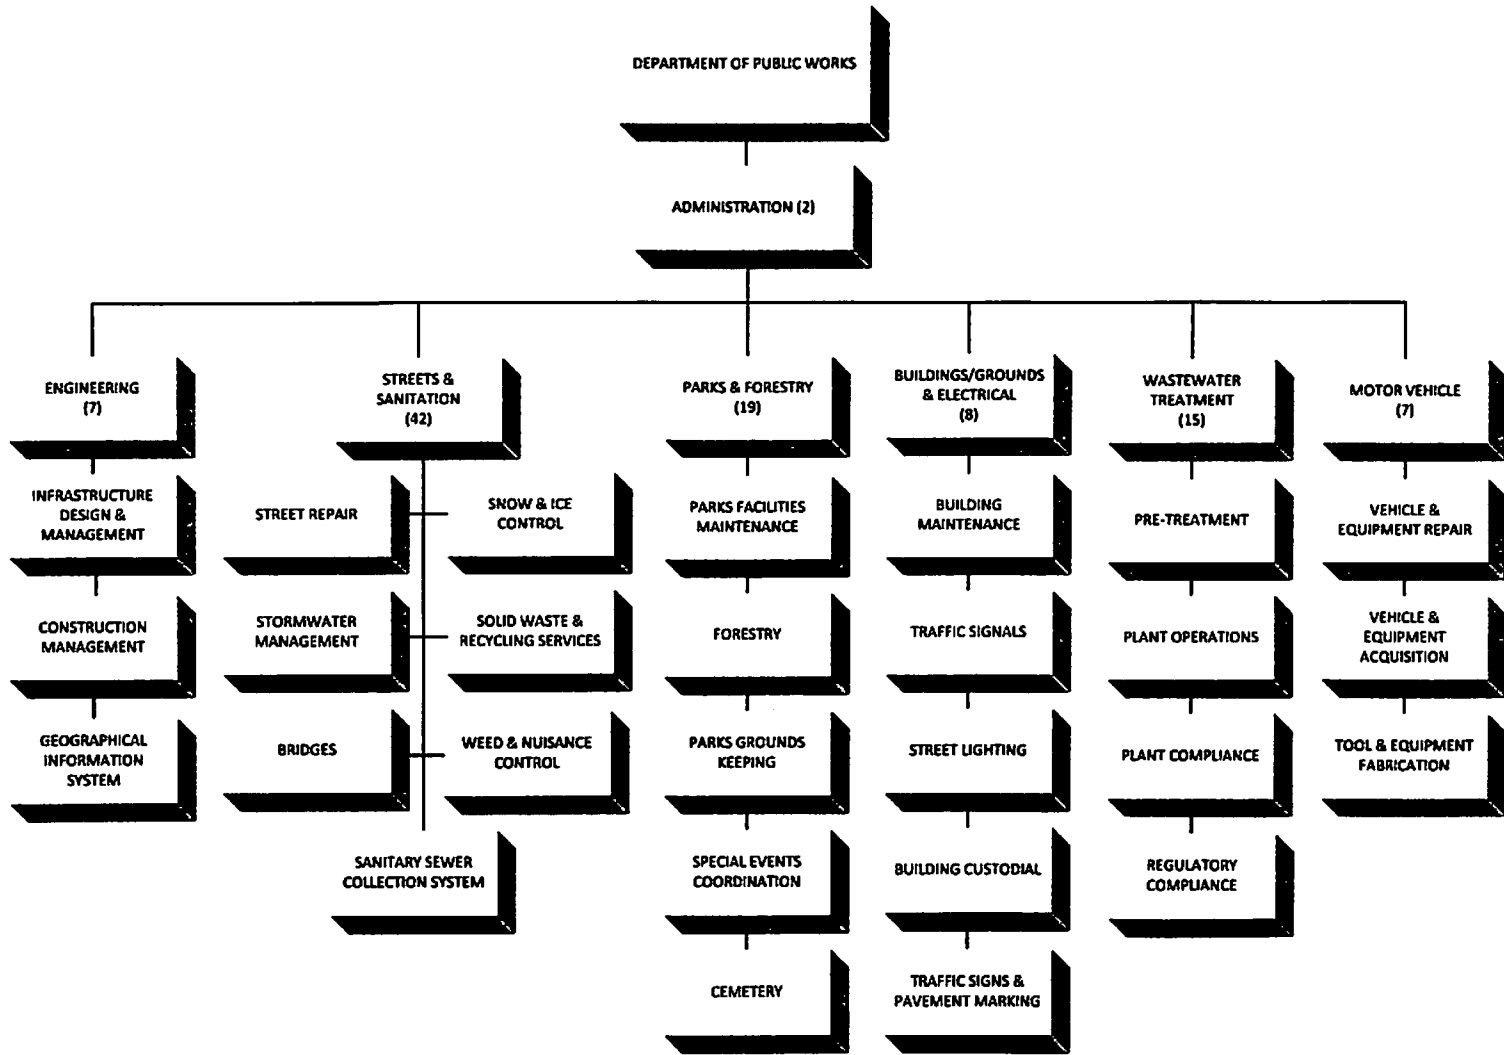 DEPARTMENT OF PUBLIC WORKS
ADMINISTRATION (2)
ENGINEERING
(7)
INFRASTRUCTURE
DESIGN &
MANAGEMENT
CONSTRUCTION
MANAGEMENT
GEOGRAPHICAL
INFORMATION
SYSTEM
STREETS &
SANITATION
(42)
STREET REPAIR
SNOW & ICE
CONTROL
STORMWATER
MANAGEMENT
SOLID WASTE &
RECYCLING SERVICES
BRIDGES
WEED & NUISANCE
CONTROL
SANITARY SEWER
COLLECTION SYSTEM
PARKS & FORESTRY
(19)
PARKS FACILITIES
MAINTENANCE
FORESTRY
PARKS GROUNDS
KEEPING
SPECIAL EVENTS
COORDINATION
CEMETERY
BUILDINGS/GROUNDS
& ELECTRICAL
(8)
BUILDING
MAINTENANCE
TRAFFIC SIGNALS
STREET LIGHTING
BUILDING CUSTODIAL
TRAFFIC SIGNS &
PAVEMENT MARKING
WASTEWATER
TREATMENT
(15)
PRE-TREATMENT
PLANT OPERATIONS
PLANT COMPLIANCE
REGULATORY
COMPLIANCE
MOTOR VEHICLE
(7)
VEHICLE &
EQUIPMENT REPAIR
VEHICLE &
EQUIPMENT
ACQUISITION
TOOL & EQUIPMENT
FABRICATION